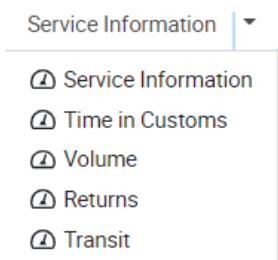 Service Information
Service Information
Time in Customs
Volume
Returns
Transit